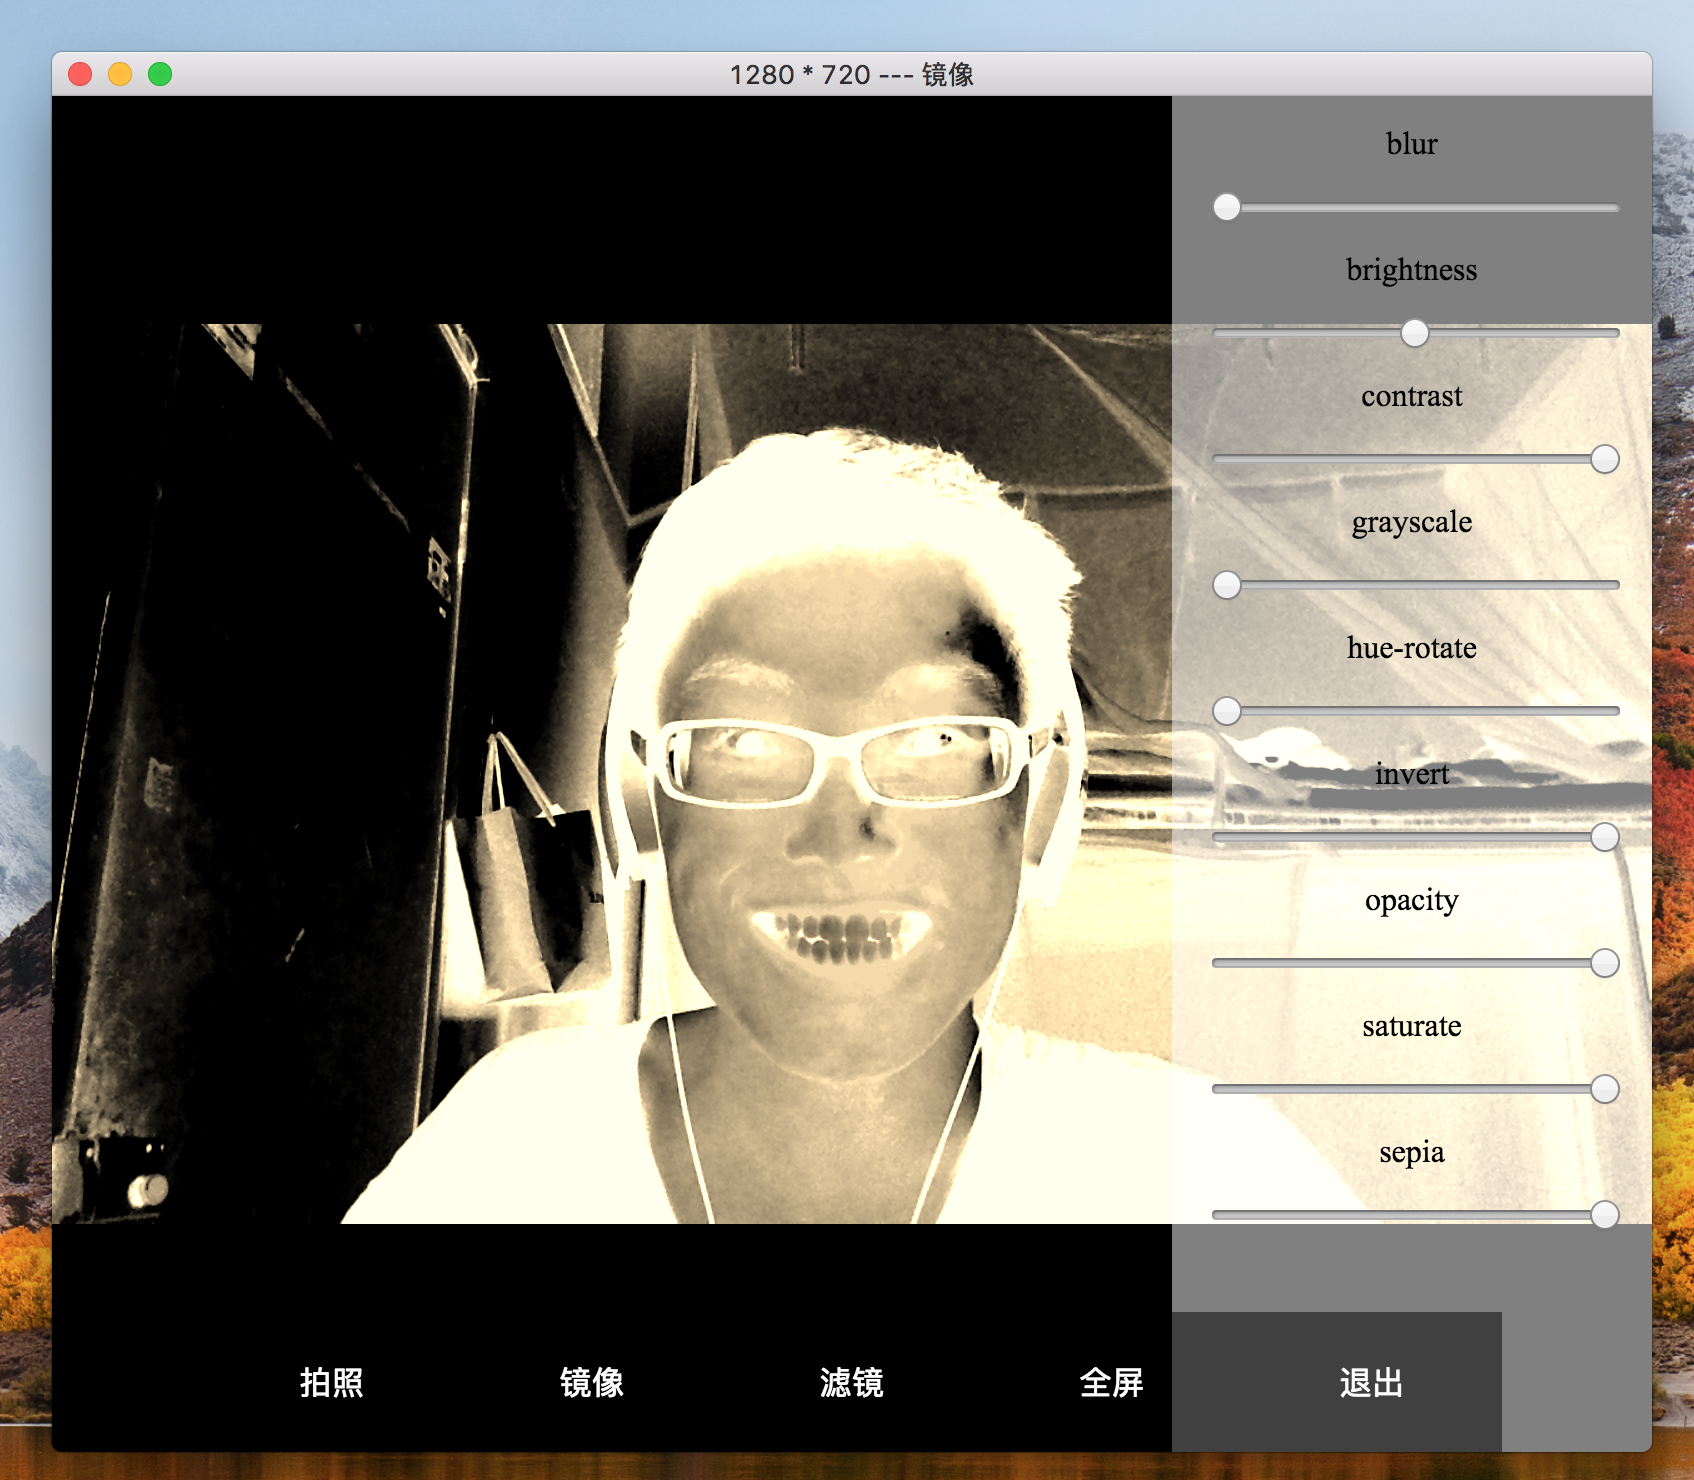 1280 * 720 --- 镜像
blur
brightness
contrast
grayscale
hue-rotate
invert
opacity
saturate
sepia
拍照 镜像 滤镜 全屏 退出